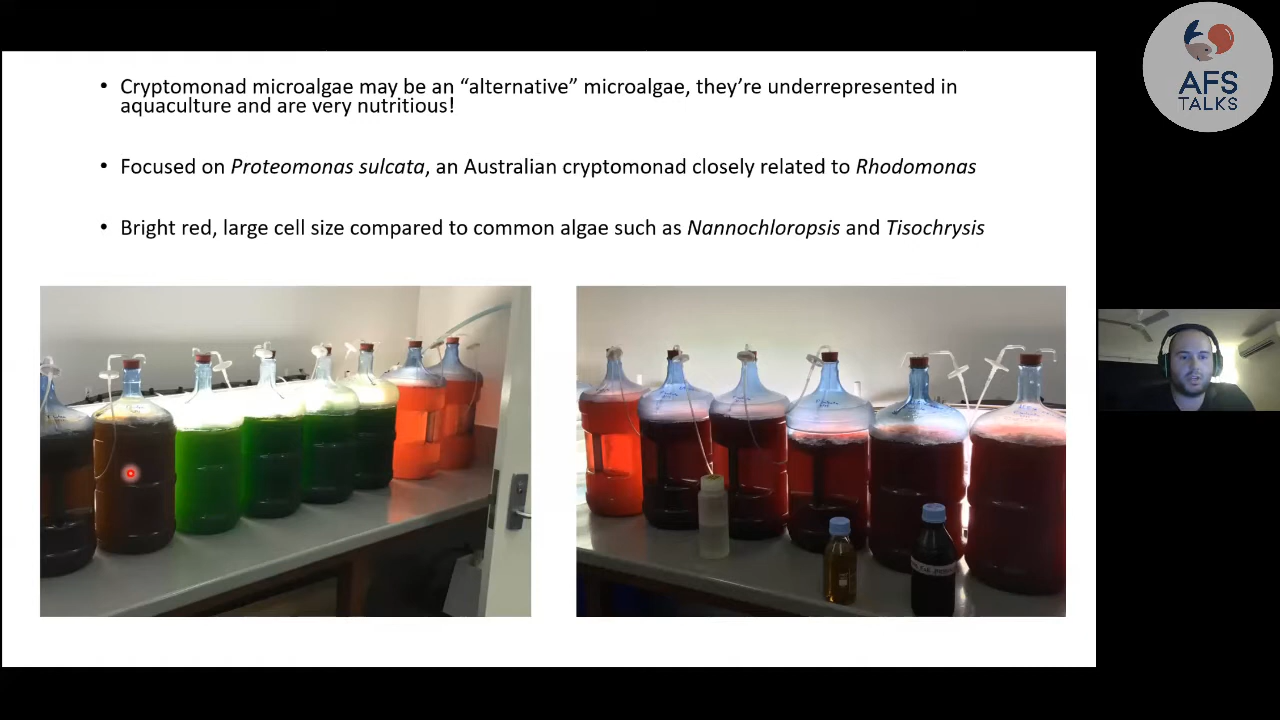 • Cryptomonad microalgae may be an “alternative” microalgae, they’re underrepresented in
aquaculture and are very nutritious!
• Focused on Proteomonas sulcata, an Australian cryptomonad closely related to Rhodomonas
• Bright red, large cell size compared to common algae such as Nannochloropsis and Tisochrysis
AFS
TALKS